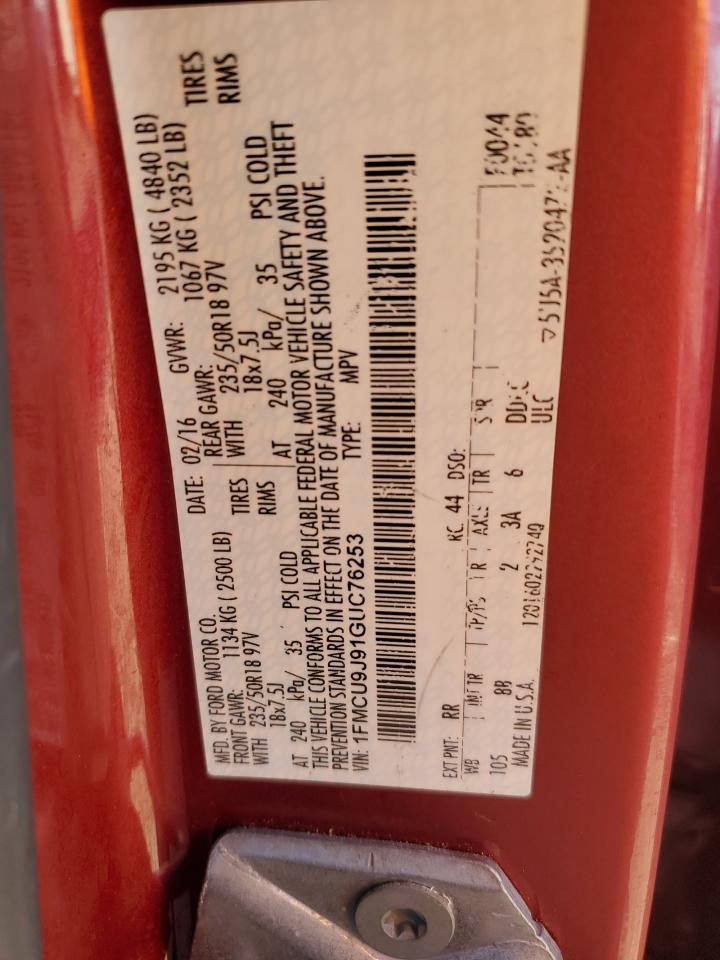 MFD. BY FORD MOTOR CO.
DATE: 02/16 GVWR: 2195 KG ( 4840 LB)
FRONT GAWR: 1134 KG ( 2500 LB) REAR GAWR: 1067 KG ( 2352 LB)
WITH 235/50R18 97V TIRES WITH 235/50R18 97V TIRES
18x7.5J RIMS 18x7.5J RIMS
AT 240 kPa/ 35 PSI COLD AT 240 kPa/ 35 PSI COLD
THIS VEHICLE CONFORMS TO ALL APPLICABLE FEDERAL MOTOR VEHICLE SAFETY AND THEFT
PREVENTION STANDARDS IN EFFECT ON THE DATE OF MANUFACTURE SHOWN ABOVE.
VIN: 1FMCU9J91GUC76253 TYPE: MPV
EXT PNT: RR RC: 44 DSO:
WB INT TR TP/PS R AXLE TR SPR
105 8B 2 3A 6
MADE IN U.S.A.